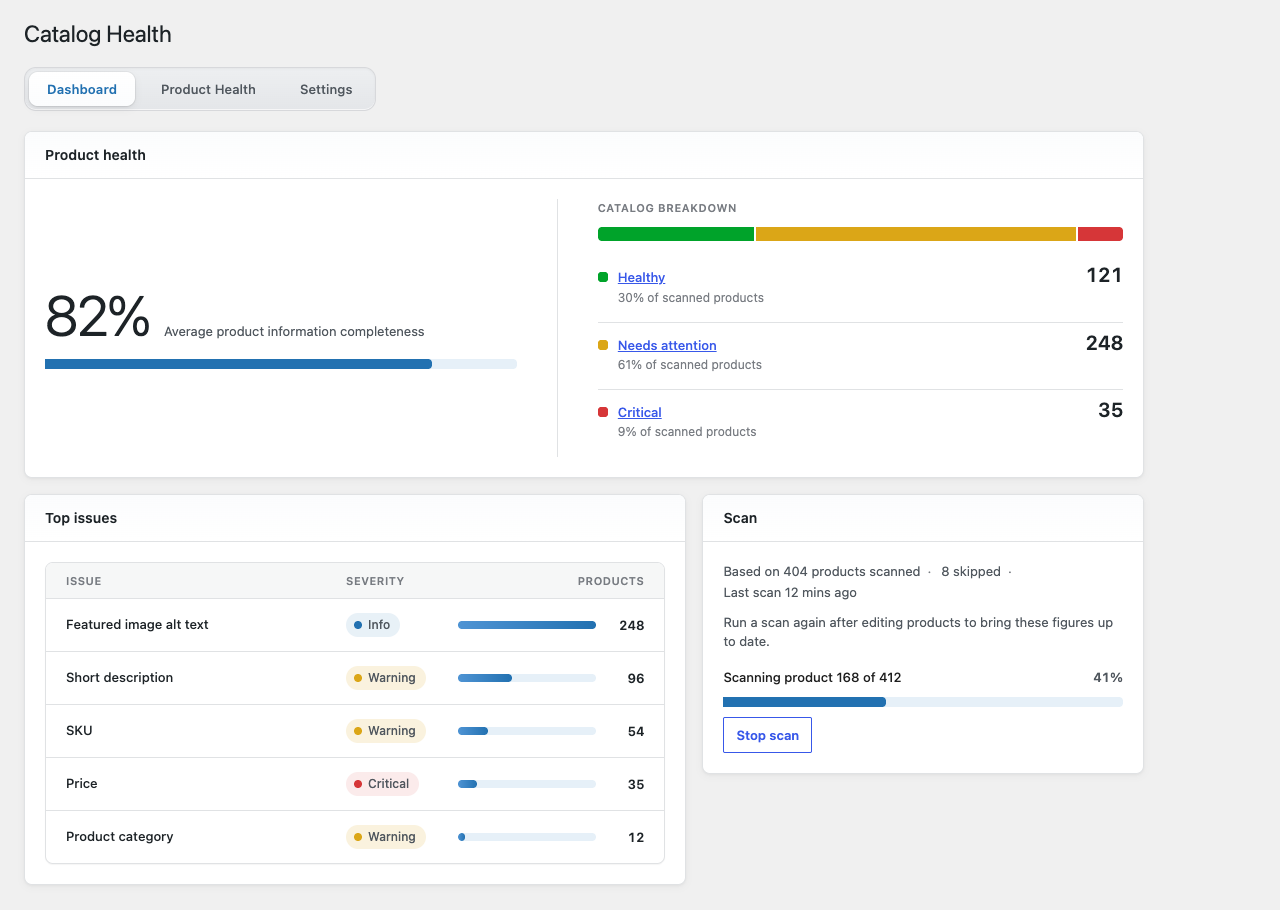 Catalog Health
Dashboard
Product Health
Settings
Product health
82%
Average product information completeness
CATALOG BREAKDOWN
Healthy
121
30% of scanned products
Needs attention
248
61% of scanned products
Critical
35
9% of scanned products
Top issues
ISSUE
SEVERITY
PRODUCTS
Featured image alt text
Info
248
Short description
Warning
96
SKU
Warning
54
Price
Critical
35
Product category
Warning
12
Scan
Based on 404 products scanned · 8 skipped ·
Last scan 12 mins ago
Run a scan again after editing products to bring these figures up
to date.
Scanning product 168 of 412
41%
Stop scan